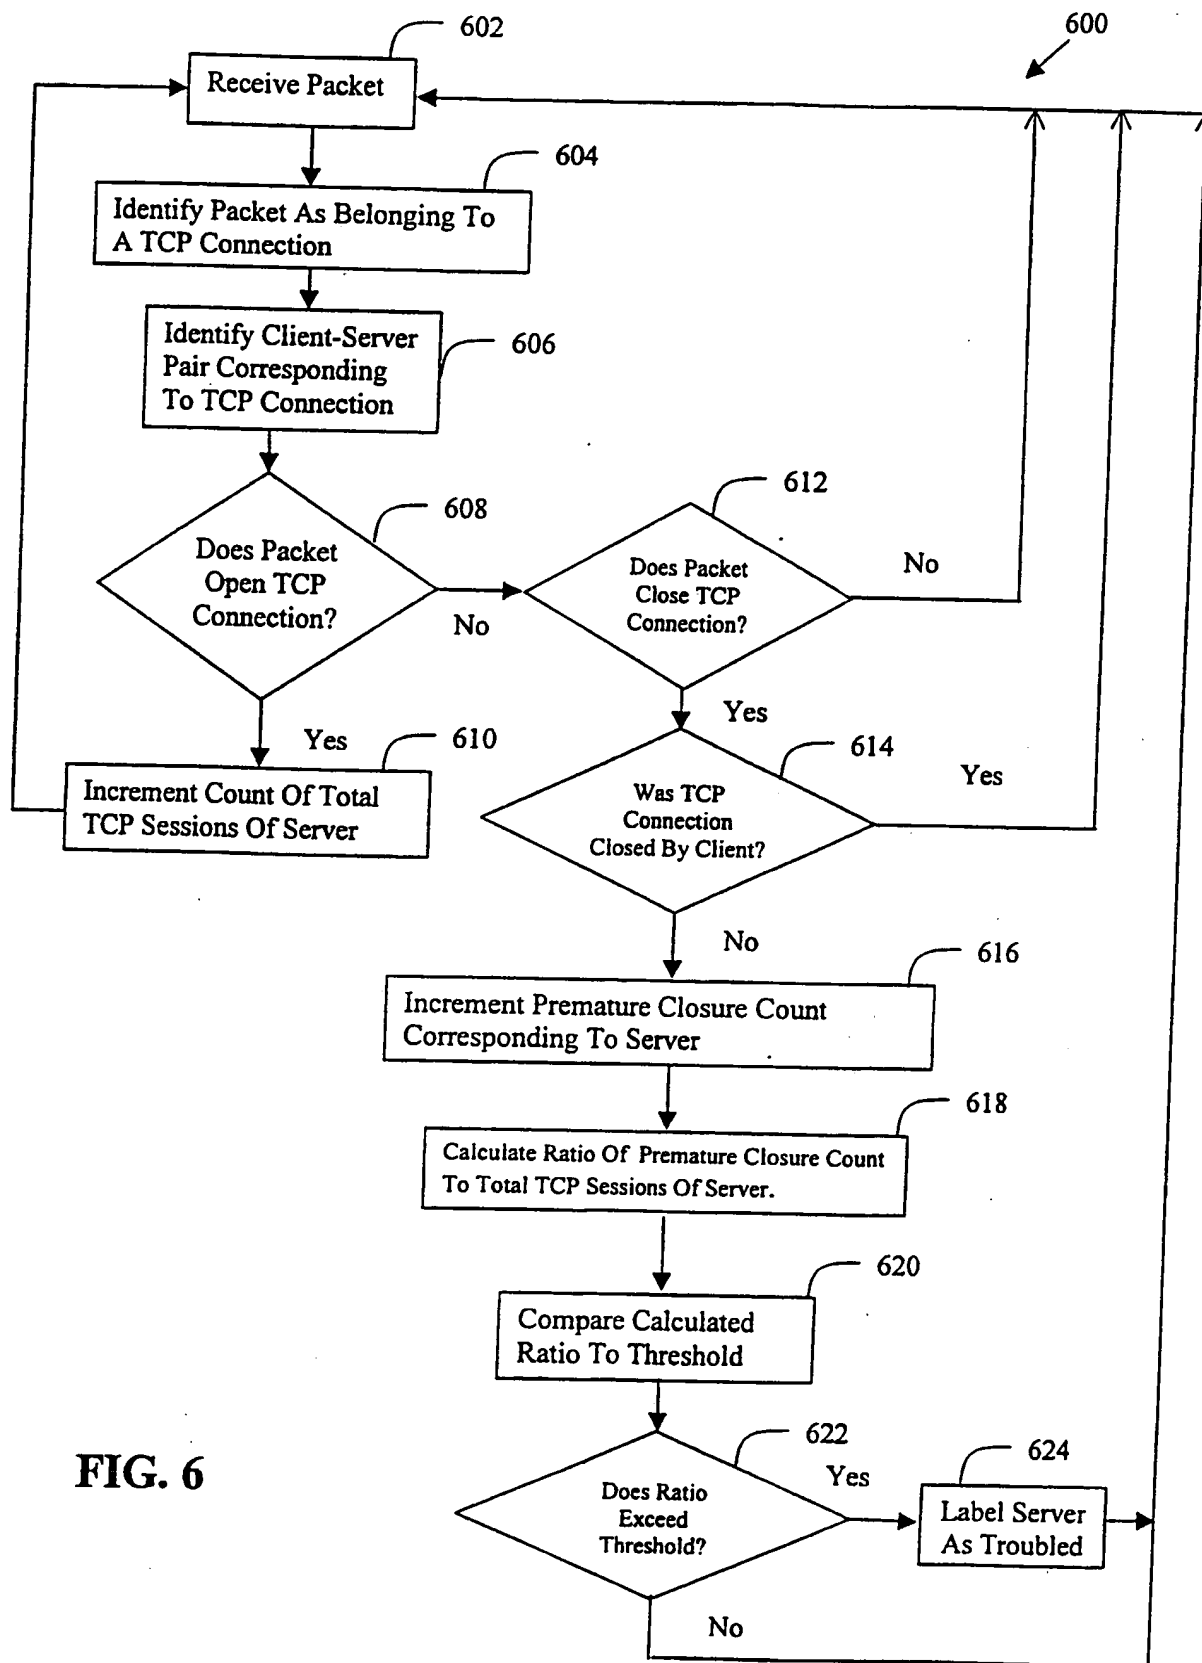 602
600
Receive Packet
604
Identify Packet As Belonging To
A TCP Connection
Identify Client-Server
Pair Corresponding
To TCP Connection
606
608
Does Packet
Open TCP
Connection?
No
612
Does Packet
Close TCP
Connection?
No
Yes
610
Increment Count Of Total
TCP Sessions Of Server
Yes
614
Was TCP
Connection
Closed By Client?
Yes
No
616
Increment Premature Closure Count
Corresponding To Server
618
Calculate Ratio Of Premature Closure Count
To Total TCP Sessions Of Server.
620
Compare Calculated
Ratio To Threshold
622
Does Ratio
Exceed
Threshold?
Yes
624
Label Server
As Troubled
No
FIG. 6